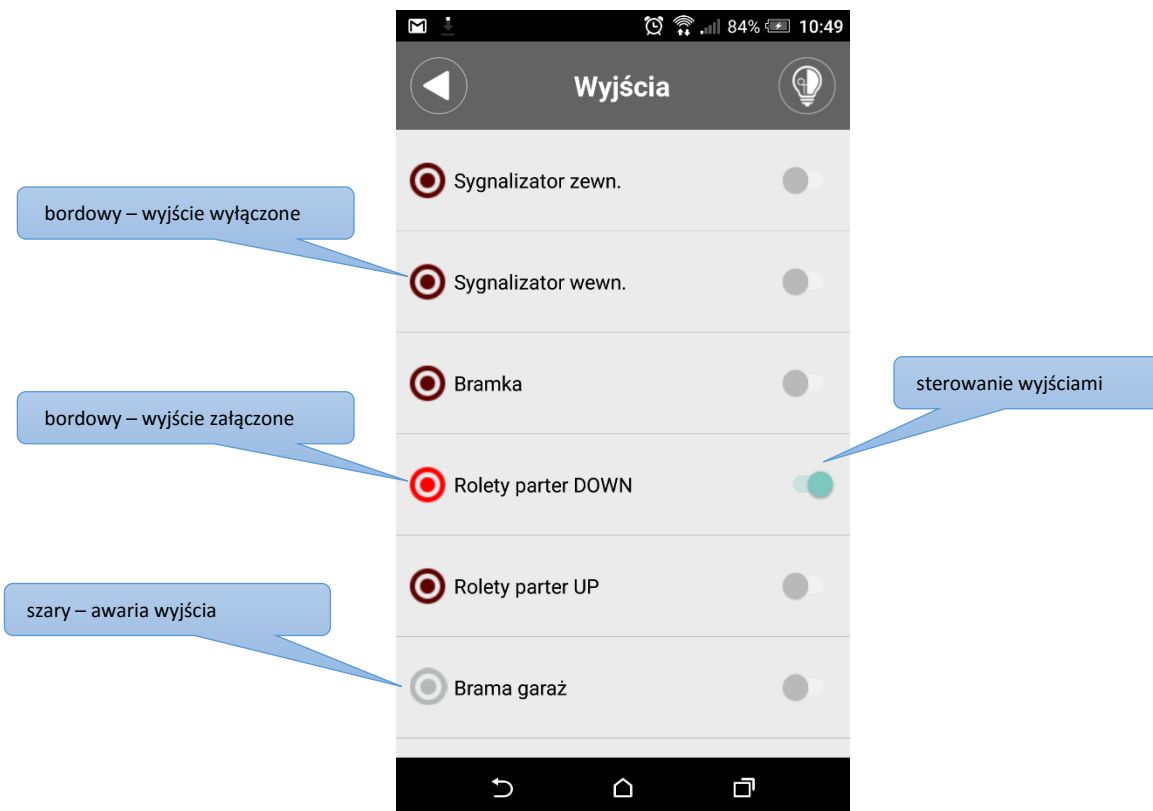 84% 10:49
Wyjścia
Sygnalizator zewn.
bordowy – wyjście wyłączone
Sygnalizator wewn.
Bramka
sterowanie wyjściami
bordowy – wyjście załączone
Rolety parter DOWN
Rolety parter UP
szary – awaria wyjścia
Brama garaż